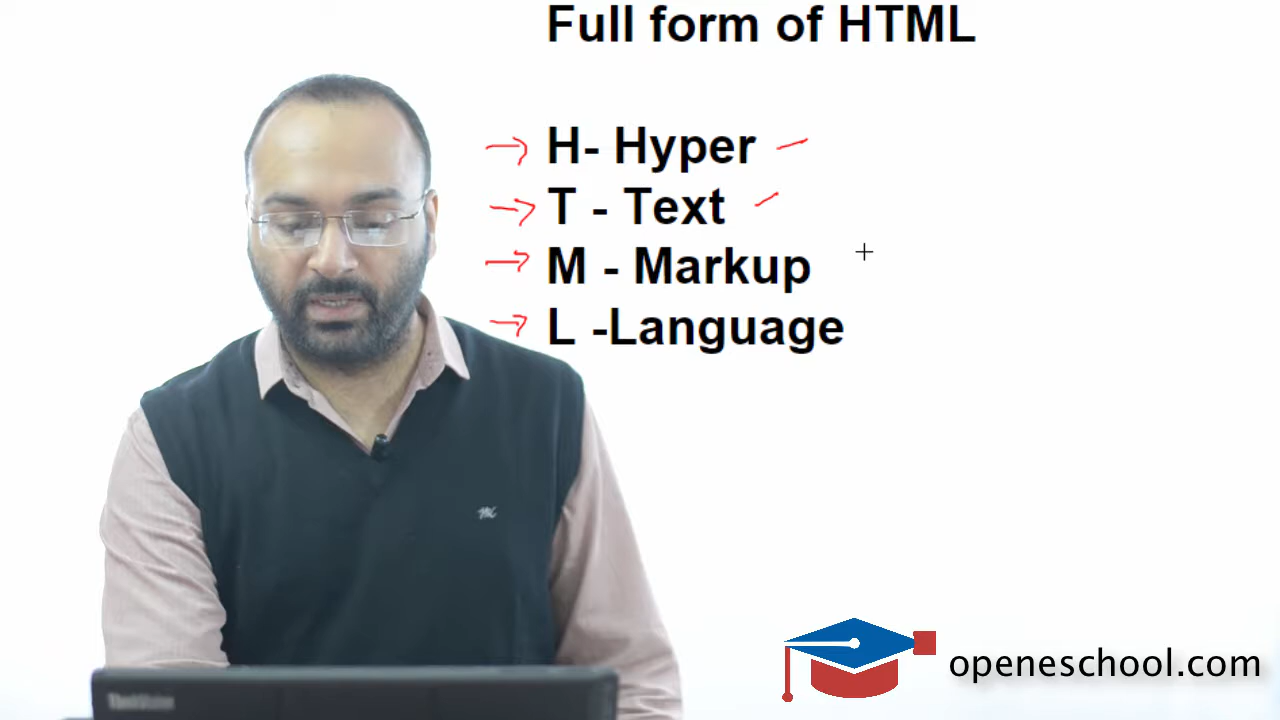 Full form of HTML
H- Hyper
T - Text
M - Markup
L -Language
openeschool.com